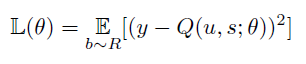 𝕃(θ) = 𝔼_{b∼R}[(y − Q(u, s; θ))²]